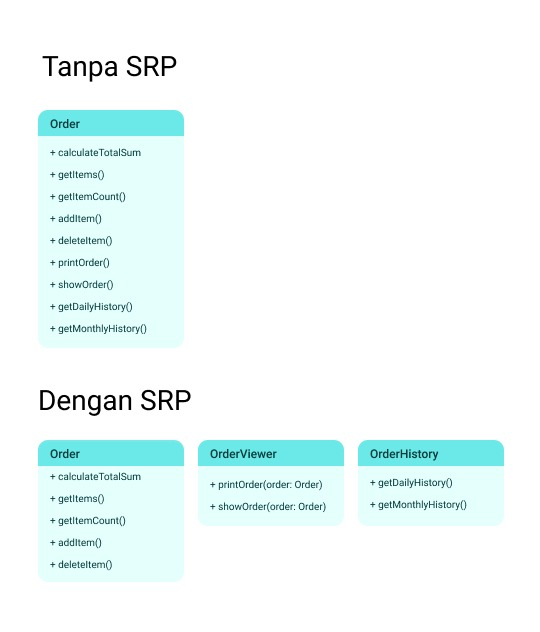 Tanpa SRP
Order
+ calculateTotalSum
+ getItems()
+ getItemCount()
+ addItem()
+ deleteItem()
+ printOrder()
+ showOrder()
+ getDailyHistory()
+ getMonthlyHistory()
Dengan SRP
Order
+ calculateTotalSum
+ getItems()
+ getItemCount()
+ addItem()
+ deleteItem()
OrderViewer
+ printOrder(order: Order)
+ showOrder(order: Order)
OrderHistory
+ getDailyHistory()
+ getMonthlyHistory()